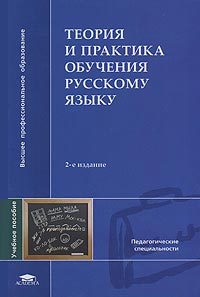 ТЕОРИЯ
И ПРАКТИКА
ОБУЧЕНИЯ
РУССКОМУ
ЯЗЫКУ
2-е издание
Высшее профессиональное образование
Учебное пособие
Педагогические
специальности
ACADEMA